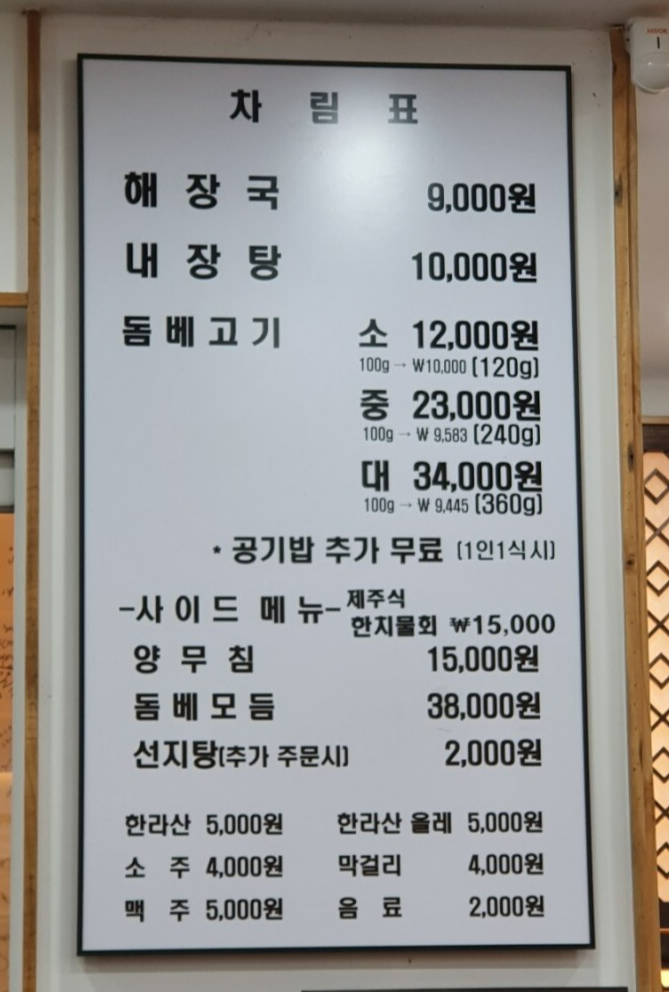 차 림 표
해 장 국 9,000원
내 장 탕 10,000원
돔 베 고 기 소 12,000원
100g → ₩10,000 (120g)
중 23,000원
100g → ₩ 9,583 (240g)
대 34,000원
100g → ₩ 9,445 (360g)
* 공기밥 추가 무료 (1인1식시)
-사 이 드 메 뉴- 제주식
한지물회 ₩15,000
양 무 침 15,000원
돔 베 모 듬 38,000원
선지탕(추가 주문시) 2,000원
한라산 5,000원 한라산 올레 5,000원
소 주 4,000원 막걸리 4,000원
맥 주 5,000원 음 료 2,000원